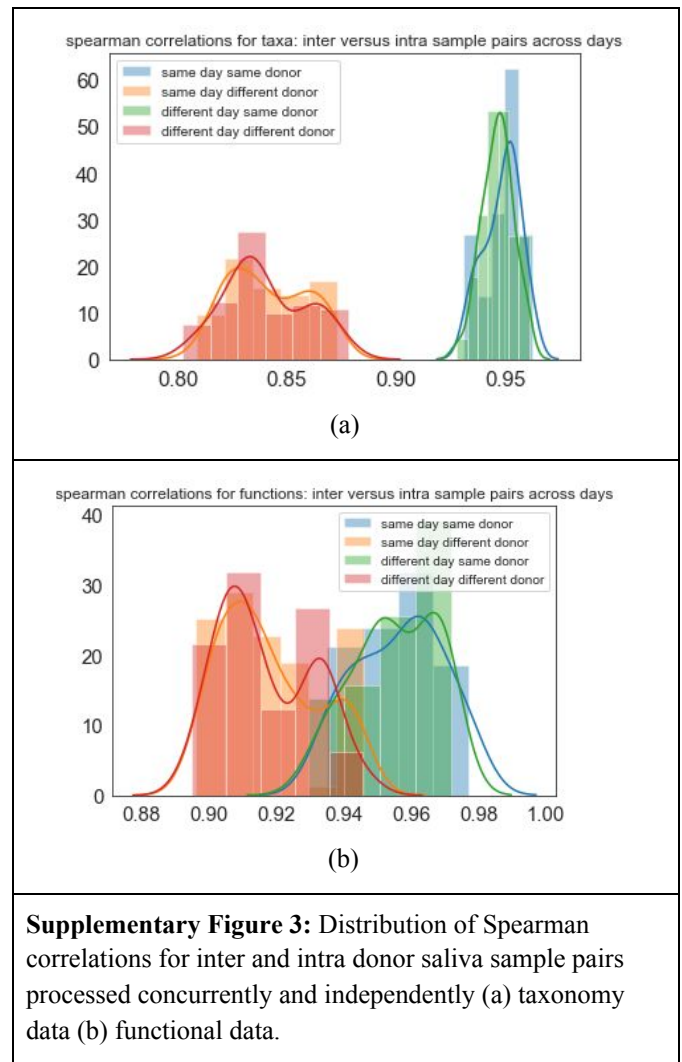 spearman correlations for taxa: inter versus intra sample pairs across days
same day same donor
same day different donor
different day same donor
different day different donor
60
50
40
30
20
10
0
0.80 0.85 0.90 0.95
(a)
spearman correlations for functions: inter versus intra sample pairs across days
same day same donor
same day different donor
different day same donor
different day different donor
40
30
20
10
0
0.88 0.90 0.92 0.94 0.96 0.98 1.00
(b)
Supplementary Figure 3: Distribution of Spearman
correlations for inter and intra donor saliva sample pairs
processed concurrently and independently (a) taxonomy
data (b) functional data.